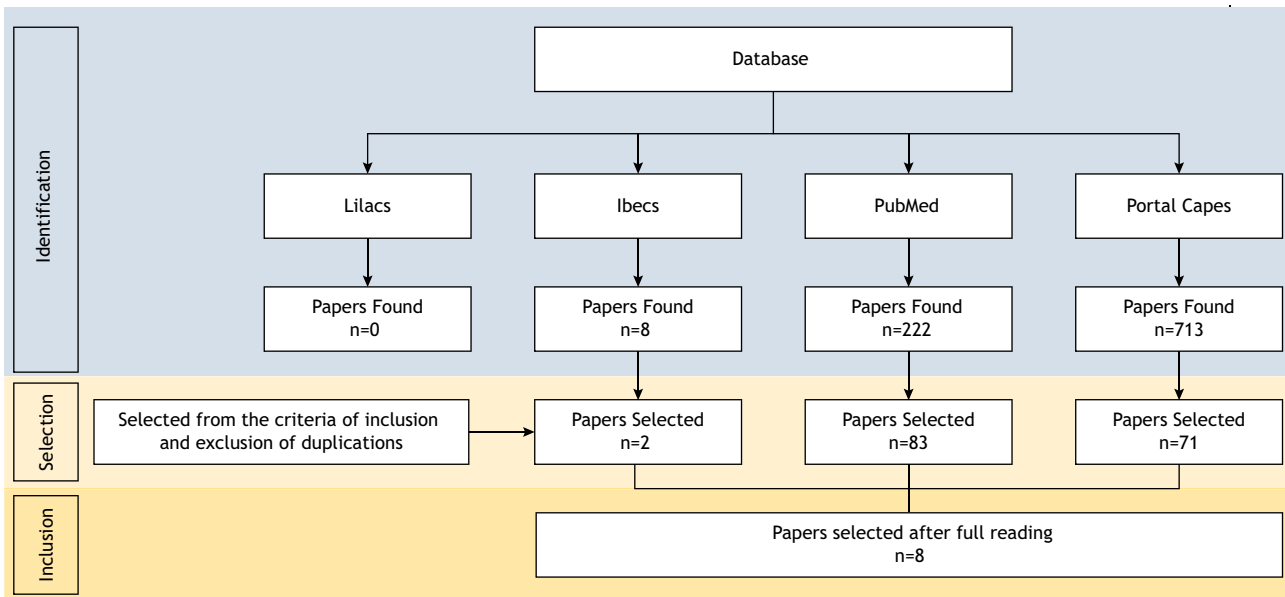 Identification
Database
Lilacs
Ibecs
PubMed
Portal Capes
Papers Found
n=0
Papers Found
n=8
Papers Found
n=222
Papers Found
n=713
Selection
Selected from the criteria of inclusion
and exclusion of duplications
Papers Selected
n=2
Papers Selected
n=83
Papers Selected
n=71
Inclusion
Papers selected after full reading
n=8